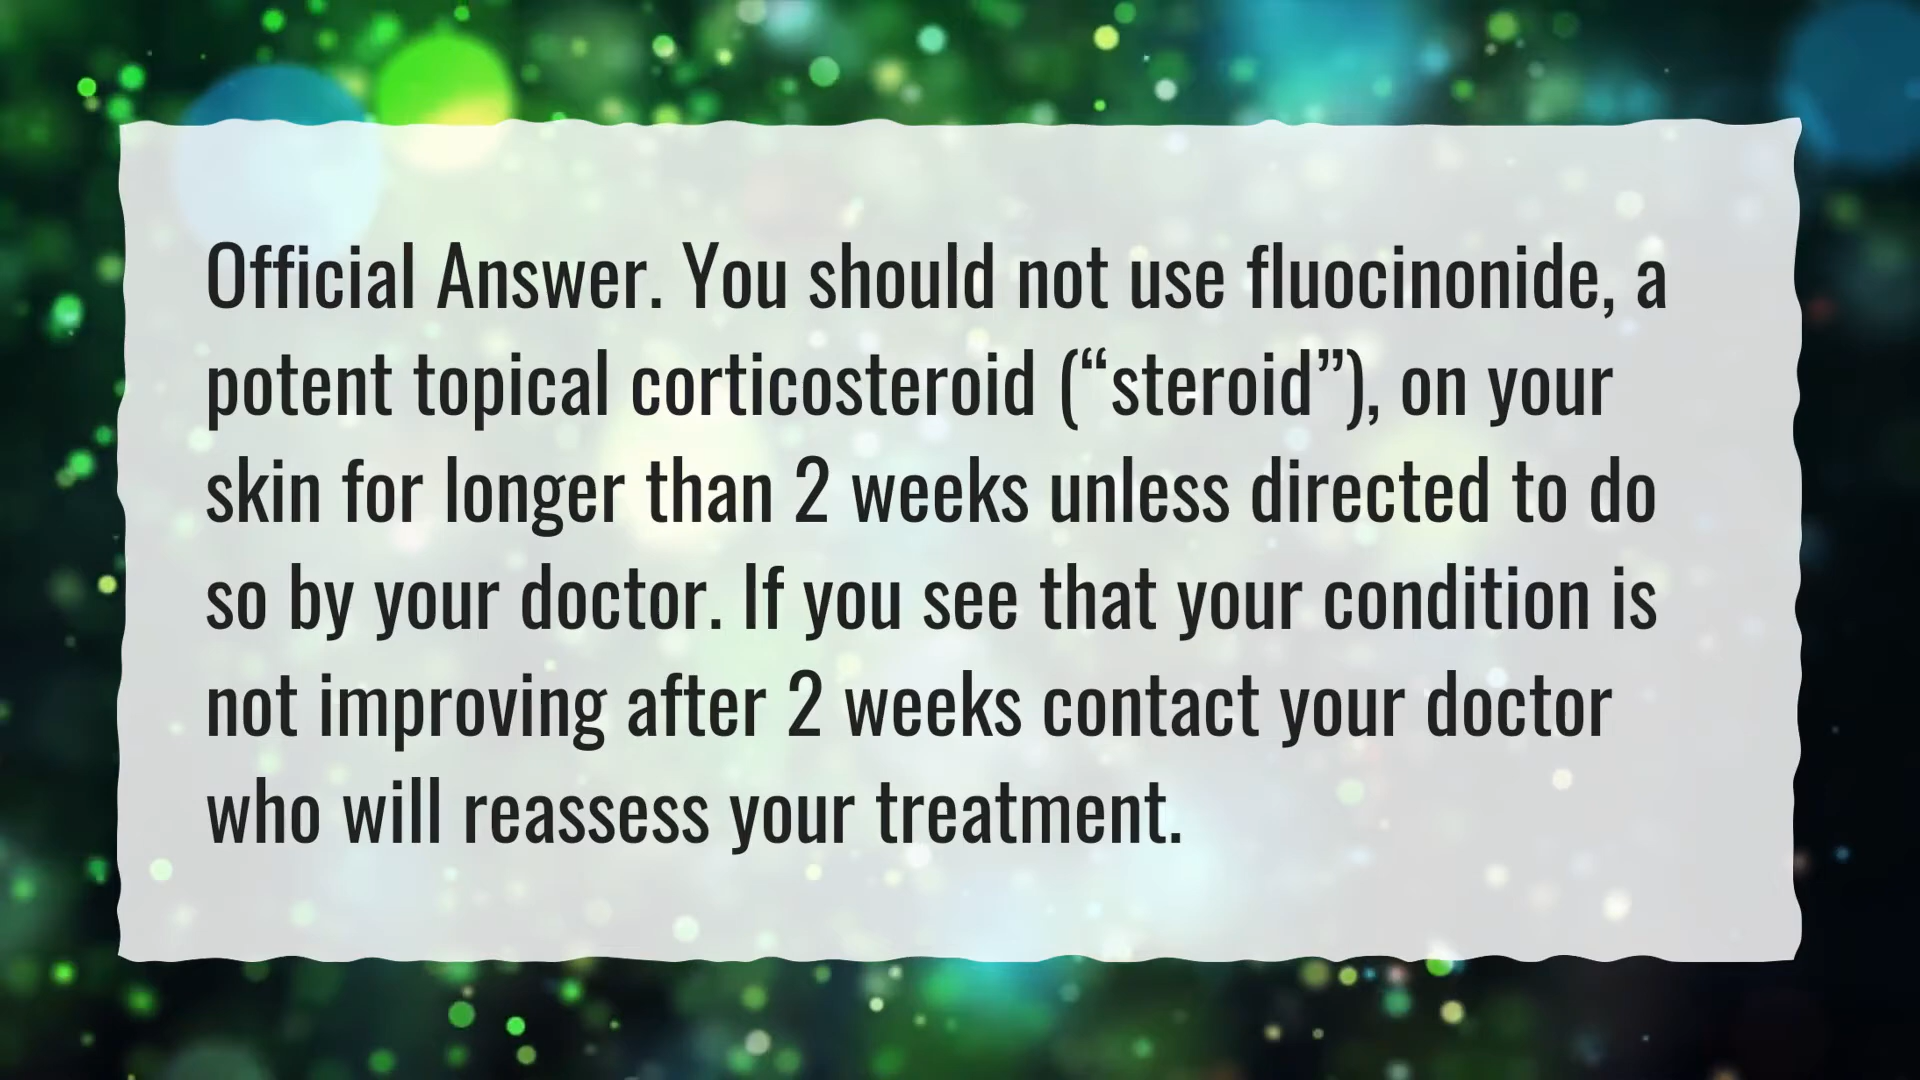 Official Answer. You should not use fluocinonide, a
potent topical corticosteroid (“steroid”), on your
skin for longer than 2 weeks unless directed to do
so by your doctor. If you see that your condition is
not improving after 2 weeks contact your doctor
who will reassess your treatment.